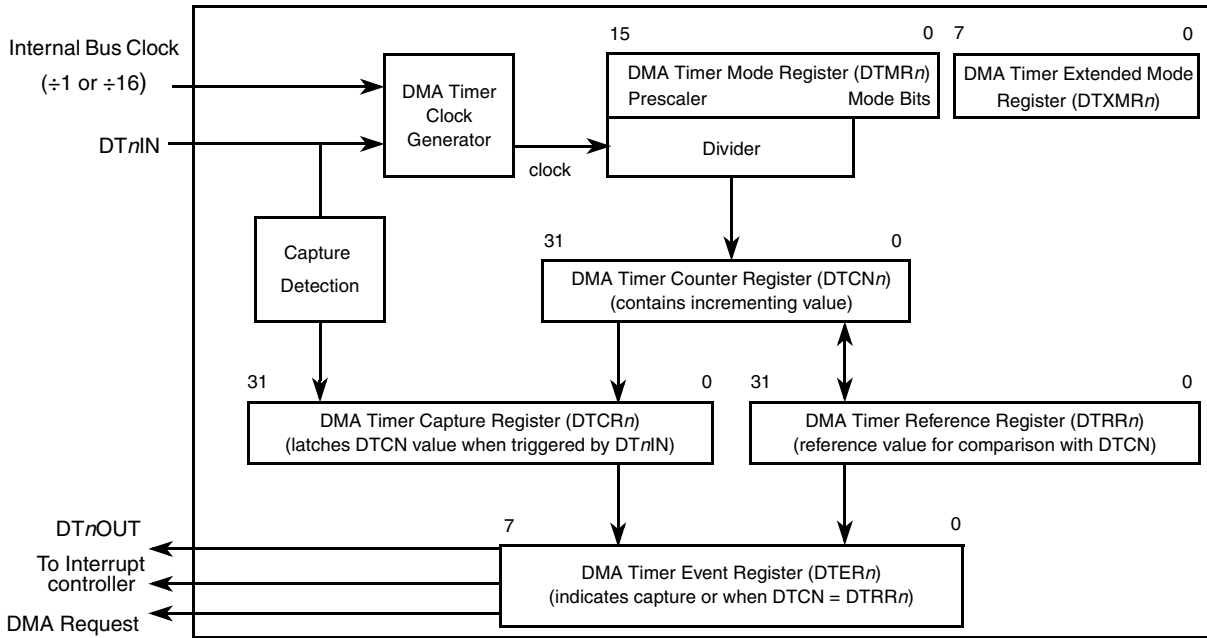 15 0 7 0
Internal Bus Clock
(÷1 or ÷16)
DTnIN
DMA Timer
Clock
Generator
clock
DMA Timer Mode Register (DTMRn)
Prescaler Mode Bits
Divider
DMA Timer Extended Mode
Register (DTXMRn)
Capture
Detection
31 0
DMA Timer Counter Register (DTCNn)
(contains incrementing value)
31 0
DMA Timer Capture Register (DTCRn)
(latches DTCN value when triggered by DTnIN)
31 0
DMA Timer Reference Register (DTRRn)
(reference value for comparison with DTCN)
7 0
DMA Timer Event Register (DTERn)
(indicates capture or when DTCN = DTRRn)
DTnOUT
To Interrupt
controller
DMA Request